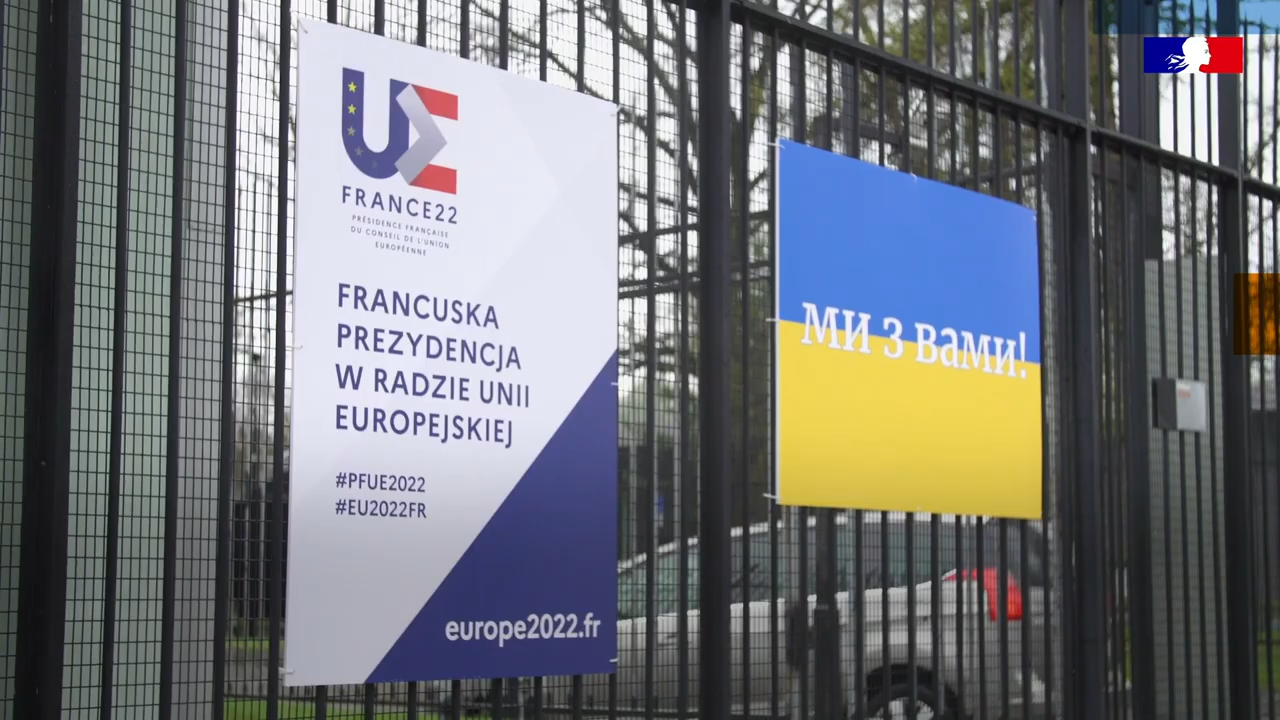 UE
FRANCE22
PRÉSIDENCE FRANÇAISE
DU CONSEIL DE L'UNION
EUROPÉENNE
FRANCUSKA
PREZYDENCJA
W RADZIE UNII
EUROPEJSKIEJ
#PFUE2022
#EU2022FR
europe2022.fr
МИ З ВАМИ!